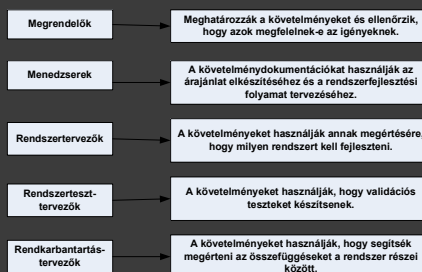 Megrendelők
Meghatározzák a követelményeket és ellenőrzik,
hogy azok megfelelnek-e az igényeknek.
Menedzserek
A követelménydokumentációkat használják az
árajánlat elkészítéséhez és a rendszerfejlesztési
folyamat tervezéséhez.
Rendszertervezők
A követelményeket használják annak megértésére,
hogy milyen rendszert kell fejleszteni.
Rendszerteszt-
tervezők
A követelményeket használják, hogy validációs
teszteket készítsenek.
Rendkarbantartás-
tervezők
A követelményeket használják, hogy segítsék
megérteni az összefüggéseket a rendszer részei
között.